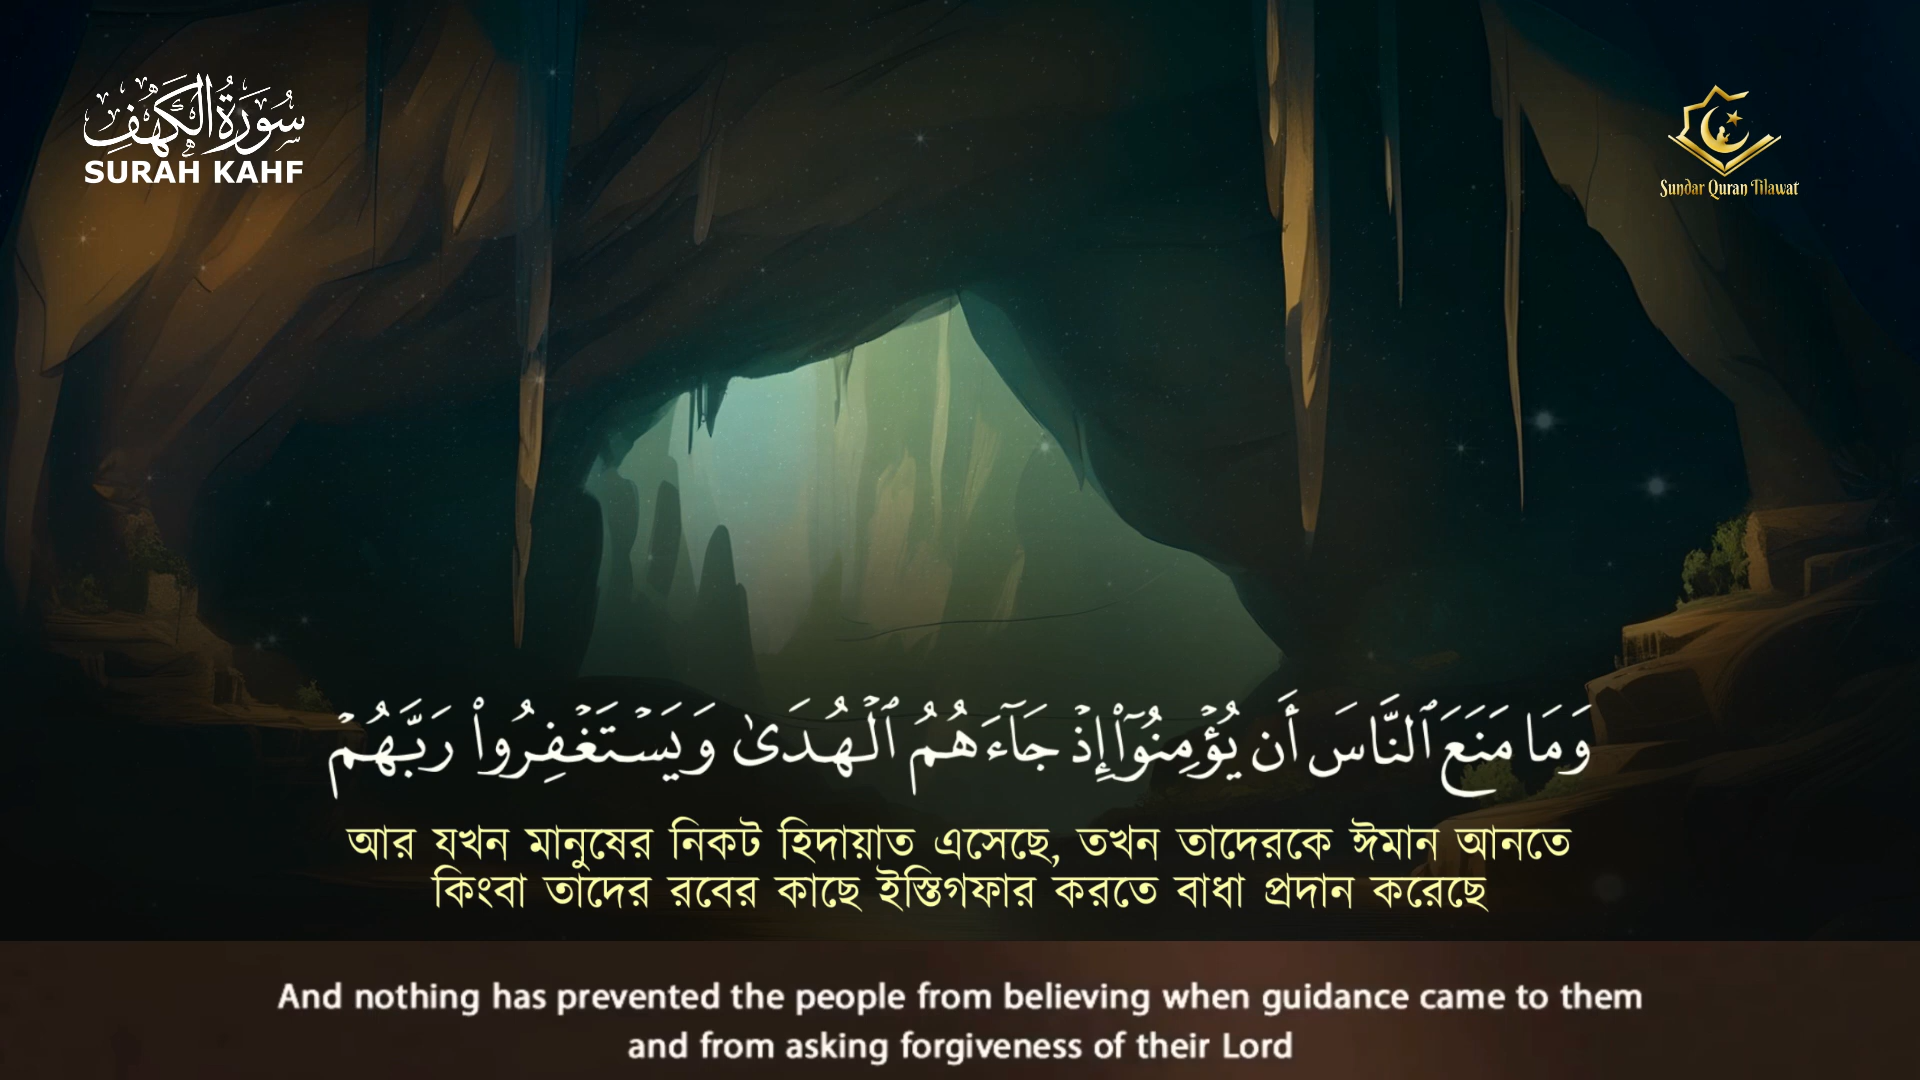 سُورَةُ الْكَهْفِ
SURAH KAHF
Sundar Quran Tilawat
وَمَا مَنَعَ ٱلنَّاسَ أَن يُؤۡمِنُوٓاْ إِذۡ جَآءَهُمُ ٱلۡهُدَىٰ وَيَسۡتَغۡفِرُواْ رَبَّهُمۡ
আর যখন মানুষের নিকট হিদায়াত এসেছে, তখন তাদেরকে ঈমান আনতে
কিংবা তাদের রবের কাছে ইস্তিগফার করতে বাধা প্রদান করেছে
And nothing has prevented the people from believing when guidance came to them
and from asking forgiveness of their Lord